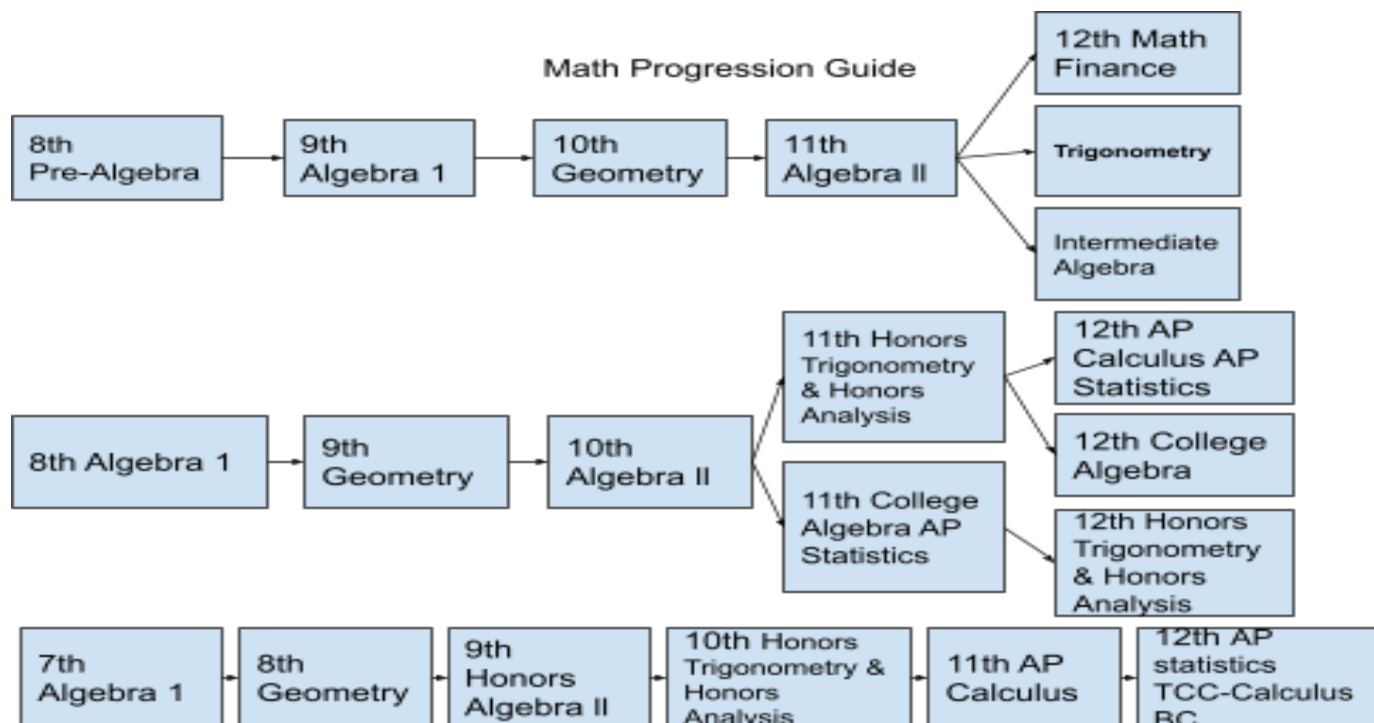 Math Progression Guide
8th
Pre-Algebra
9th
Algebra 1
10th
Geometry
11th
Algebra II
12th Math
Finance
Trigonometry
Intermediate
Algebra
8th Algebra 1
9th
Geometry
10th
Algebra II
11th Honors
Trigonometry
& Honors
Analysis
11th College
Algebra AP
Statistics
12th AP
Calculus AP
Statistics
12th College
Algebra
12th Honors
Trigonometry
& Honors
Analysis
7th
Algebra 1
8th
Geometry
9th
Honors
Algebra II
10th Honors
Trigonometry &
Honors
Analysis
11th AP
Calculus
12th AP
statistics
TCC-Calculus
BC